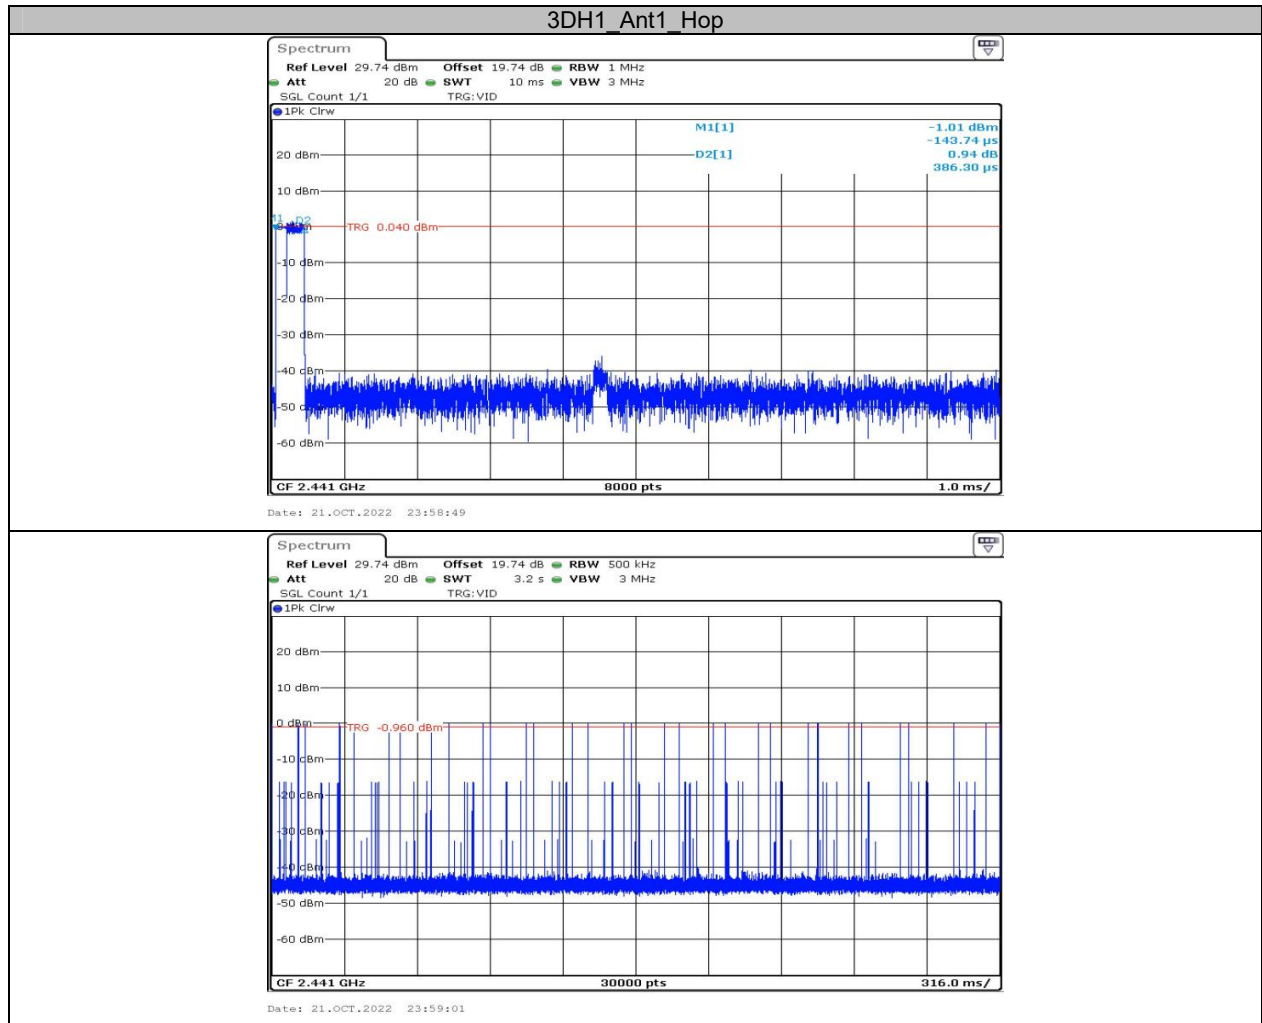 3DH1_Ant1_Hop
Spectrum
Ref Level 29.74 dBm Offset 19.74 dB RBW 1 MHz
Att 20 dB SWT 10 ms VBW 3 MHz
SGL Count 1/1 TRG:VID
1Pk Clrw
M1[1] -1.01 dBm
-143.74 µs
20 dBm D2[1] 0.94 dB
386.30 µs
10 dBm
D2
TRG 0.040 dBm
-10 dBm
-20 dBm
-30 dBm
-40 dBm
-50 dBm
-60 dBm
CF 2.441 GHz 8000 pts 1.0 ms/
Date: 21.OCT.2022 23:58:49
Spectrum
Ref Level 29.74 dBm Offset 19.74 dB RBW 500 kHz
Att 20 dB SWT 3.2 s VBW 3 MHz
SGL Count 1/1 TRG:VID
1Pk Clrw
20 dBm
10 dBm
0 dBm
TRG -0.960 dBm
-10 dBm
-20 dBm
-30 dBm
-40 dBm
-50 dBm
-60 dBm
CF 2.441 GHz 30000 pts 316.0 ms/
Date: 21.OCT.2022 23:59:01